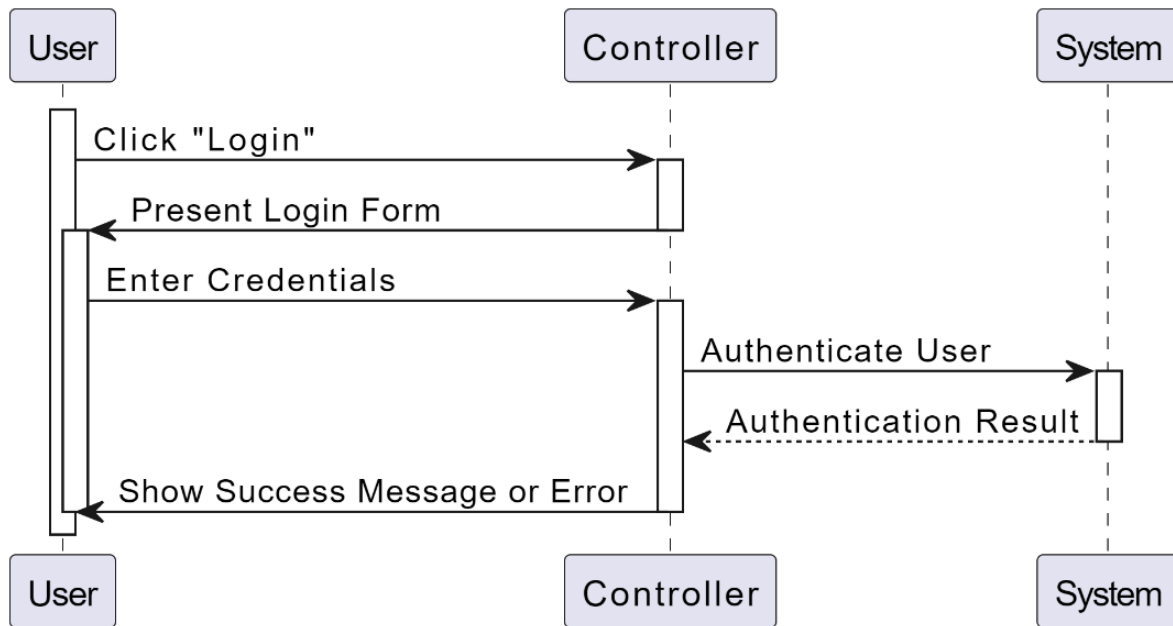 User
Controller
System
Click "Login"
Present Login Form
Enter Credentials
Authenticate User
Authentication Result
Show Success Message or Error
User
Controller
System